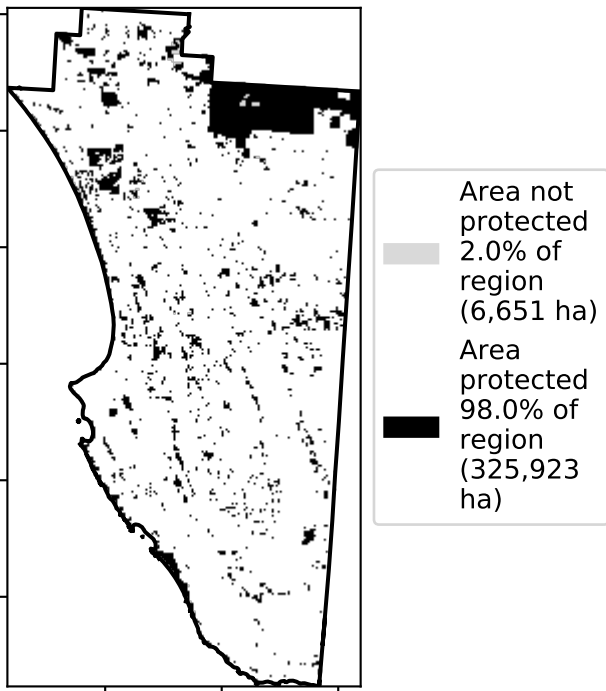 Area not
protected
2.0% of
region
(6,651 ha)
Area
protected
98.0% of
region
(325,923
ha)